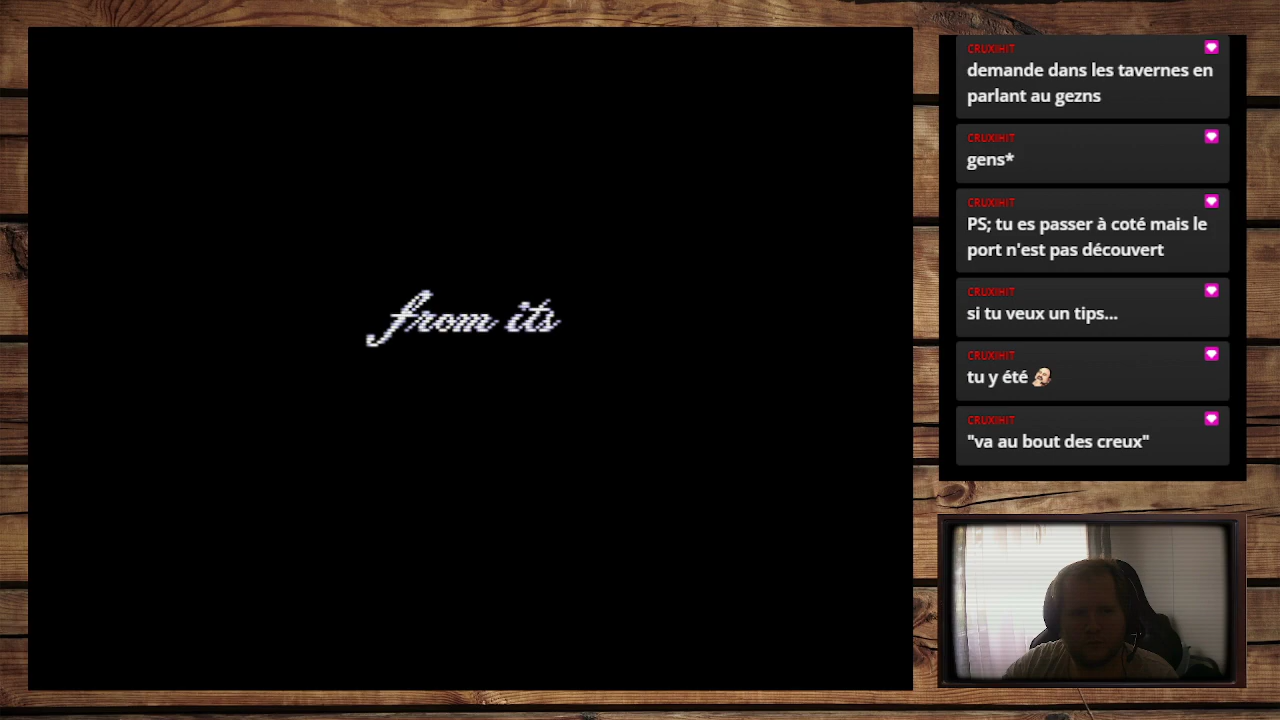 from its
CRUXIHIT
demande dans les tavernes en
parlant au gezns
CRUXIHIT
gens*
CRUXIHIT
PS; tu es passer à coté mais le
port n'est pas découvert
CRUXIHIT
si tu veux un tips...
CRUXIHIT
tu y été
CRUXIHIT
"va au bout des creux"